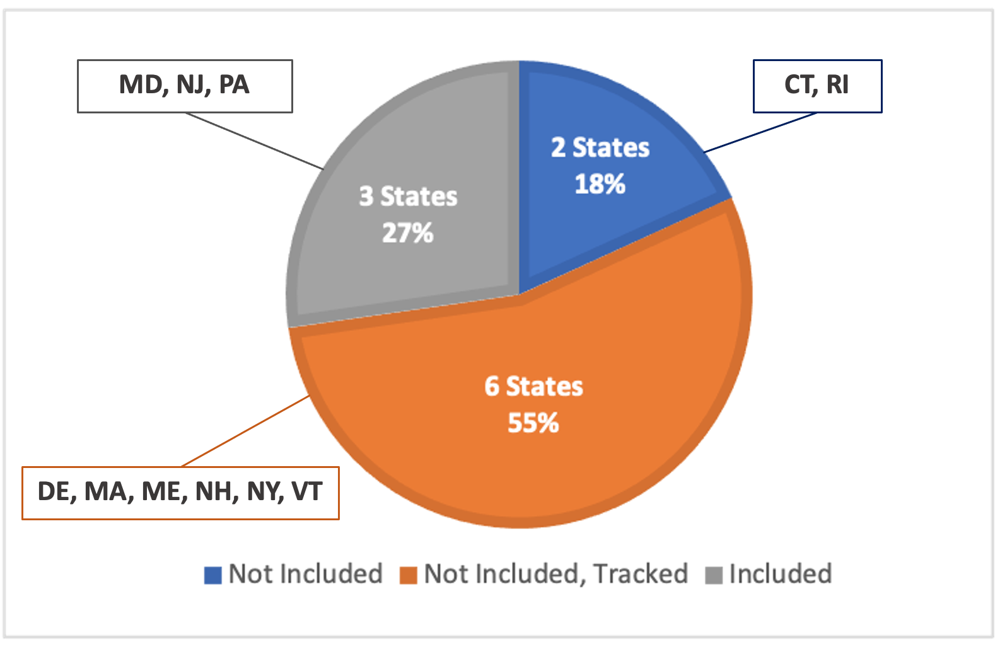 MD, NJ, PA
CT, RI
2 States
18%
3 States
27%
6 States
55%
DE, MA, ME, NH, NY, VT
Not Included
Not Included, Tracked
Included